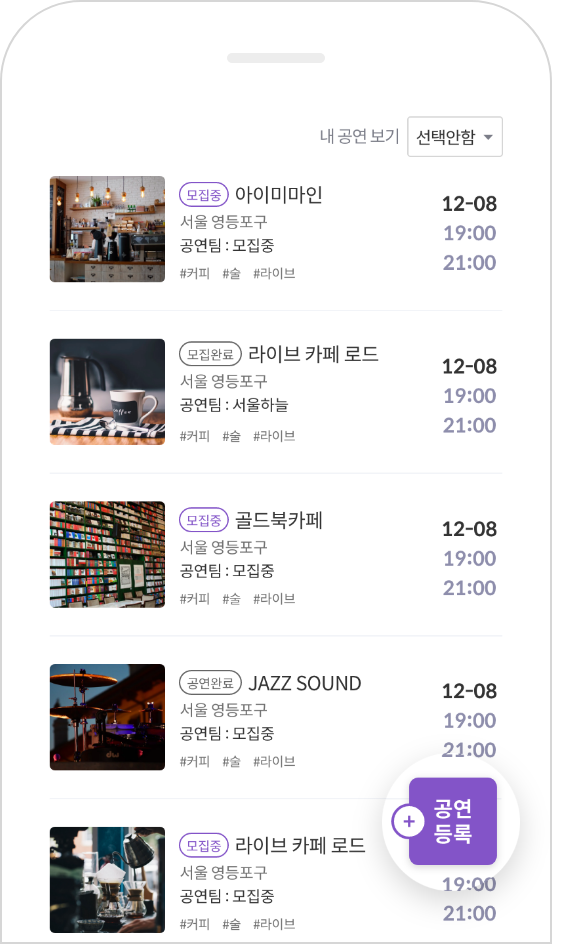 내 공연 보기 선택안함
모집중 아이미마인
서울 영등포구
공연팀 : 모집중
#커피 #술 #라이브
12-08
19:00
21:00
모집완료 라이브 카페 로드
서울 영등포구
공연팀 : 서울하늘
#커피 #술 #라이브
12-08
19:00
21:00
모집중 골드북카페
서울 영등포구
공연팀 : 모집중
#커피 #술 #라이브
12-08
19:00
21:00
공연완료 JAZZ SOUND
서울 영등포구
공연팀 : 모집중
#커피 #술 #라이브
12-08
19:00
21:00
+ 공연
등록
모집중 라이브 카페 로드
서울 영등포구
공연팀 : 모집중
#커피 #술 #라이브
19:00
21:00